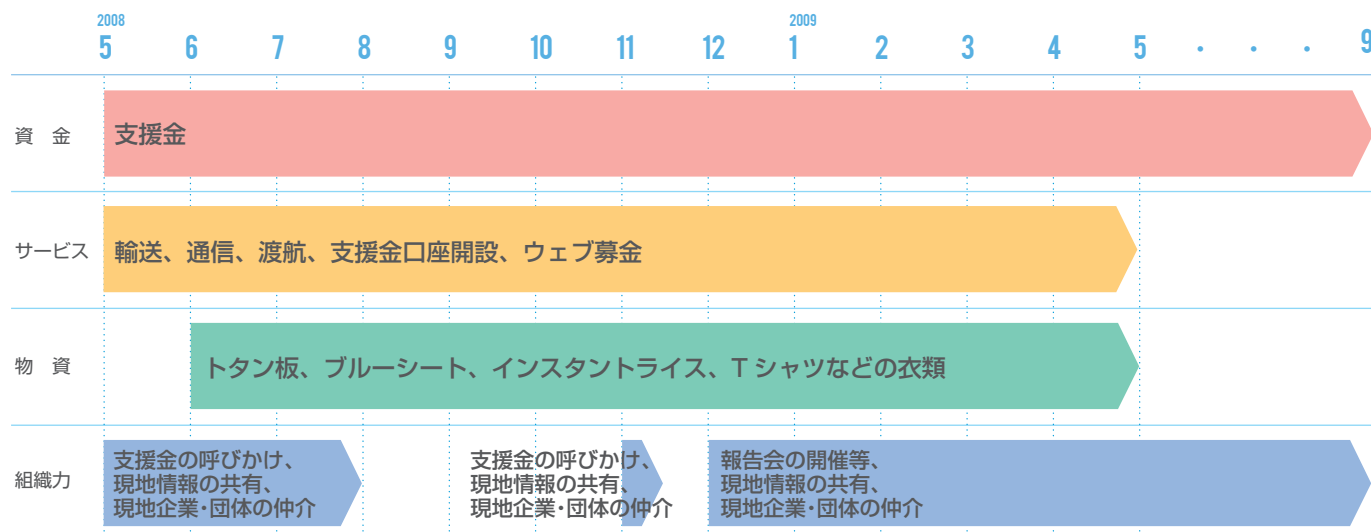 2008 2009
5 6 7 8 9 10 11 12 1 2 3 4 5 ・ ・ ・ 9
資 金
支援金
サービス
輸送、通信、渡航、支援金口座開設、ウェブ募金
物 資
トタン板、ブルーシート、インスタントライス、T シャツなどの衣類
組織力
支援金の呼びかけ、
現地情報の共有、
現地企業・団体の仲介
支援金の呼びかけ、
現地情報の共有、
現地企業・団体の仲介
報告会の開催等、
現地情報の共有、
現地企業・団体の仲介